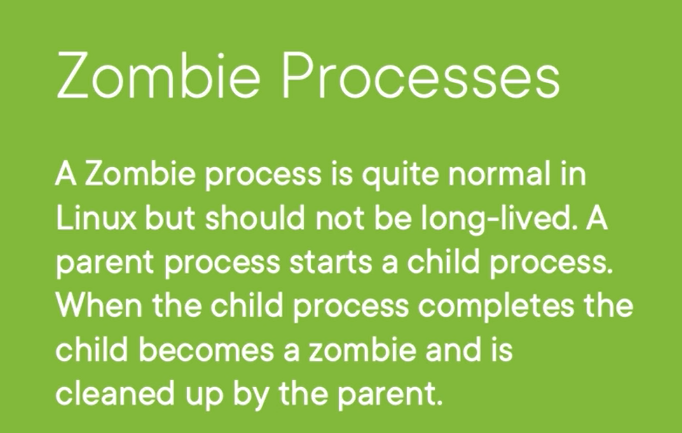 Zombie Processes
A Zombie process is quite normal in
Linux but should not be long-lived. A
parent process starts a child process.
When the child process completes the
child becomes a zombie and is
cleaned up by the parent.